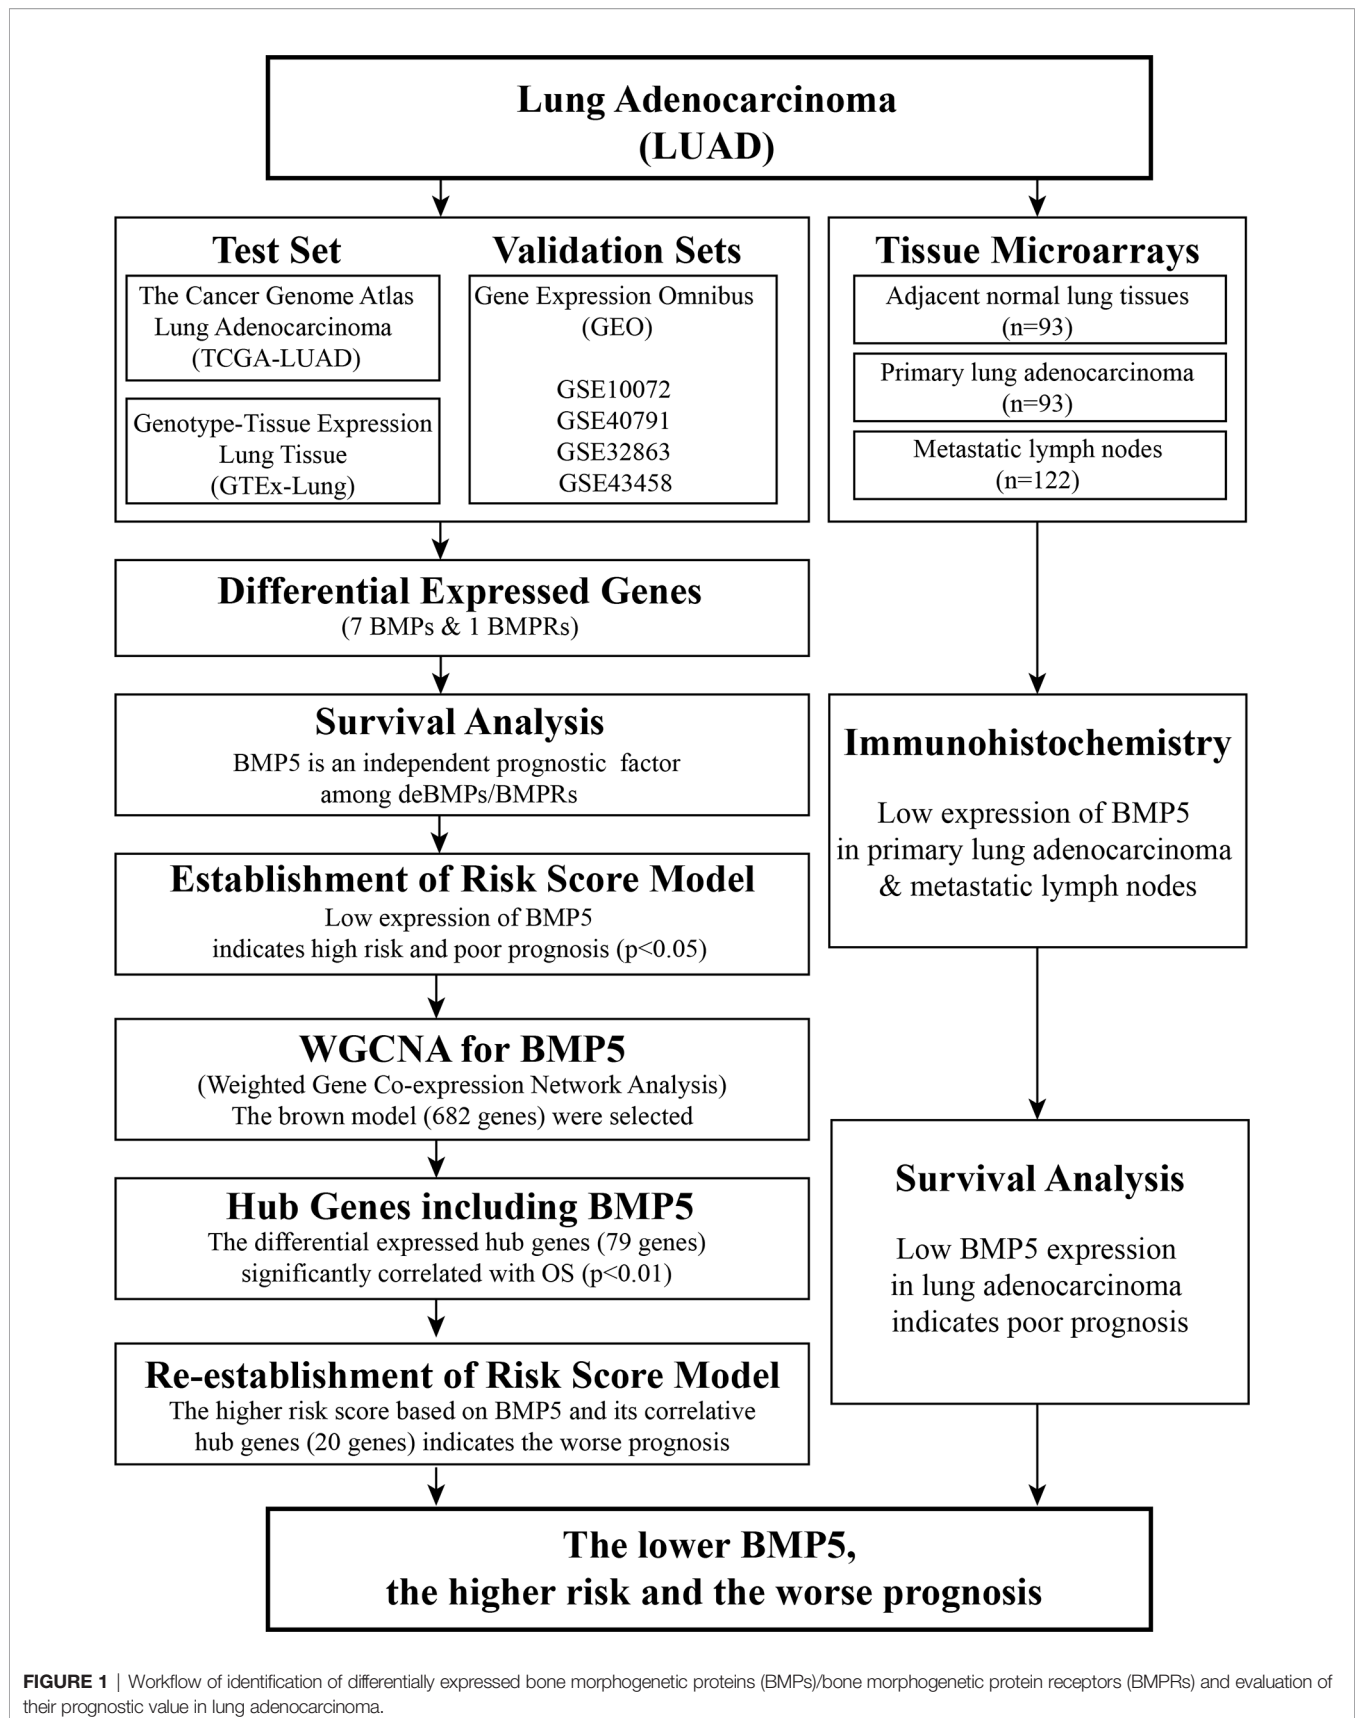 Lung Adenocarcinoma
(LUAD)
Test Set
The Cancer Genome Atlas
Lung Adenocarcinoma
(TCGA-LUAD)
Genotype-Tissue Expression
Lung Tissue
(GTEx-Lung)
Validation Sets
Gene Expression Omnibus
(GEO)
GSE10072
GSE40791
GSE32863
GSE43458
Tissue Microarrays
Adjacent normal lung tissues
(n=93)
Primary lung adenocarcinoma
(n=93)
Metastatic lymph nodes
(n=122)
Differential Expressed Genes
(7 BMPs & 1 BMPRs)
Survival Analysis
BMP5 is an independent prognostic factor
among deBMPs/BMPRs
Establishment of Risk Score Model
Low expression of BMP5
indicates high risk and poor prognosis (p<0.05)
WGCNA for BMP5
(Weighted Gene Co-expression Network Analysis)
The brown model (682 genes) were selected
Hub Genes including BMP5
The differential expressed hub genes (79 genes)
significantly correlated with OS (p<0.01)
Re-establishment of Risk Score Model
The higher risk score based on BMP5 and its correlative
hub genes (20 genes) indicates the worse prognosis
Immunohistochemistry
Low expression of BMP5
in primary lung adenocarcinoma
& metastatic lymph nodes
Survival Analysis
Low BMP5 expression
in lung adenocarcinoma
indicates poor prognosis
The lower BMP5,
the higher risk and the worse prognosis
FIGURE 1 | Workflow of identification of differentially expressed bone morphogenetic proteins (BMPs)/bone morphogenetic protein receptors (BMPRs) and evaluation of
their prognostic value in lung adenocarcinoma.